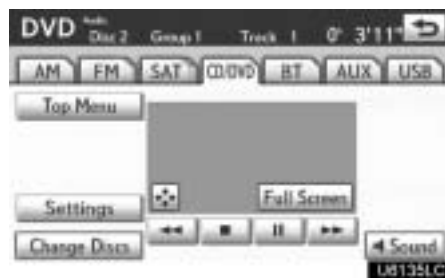 DVD Audio Disc 2 Group 1 Track 1 0° 3'11"
AM FM SAT CD/DVD BT AUX USB
Top Menu
Full Screen
Settings
Change Discs
Sound
U8135LC